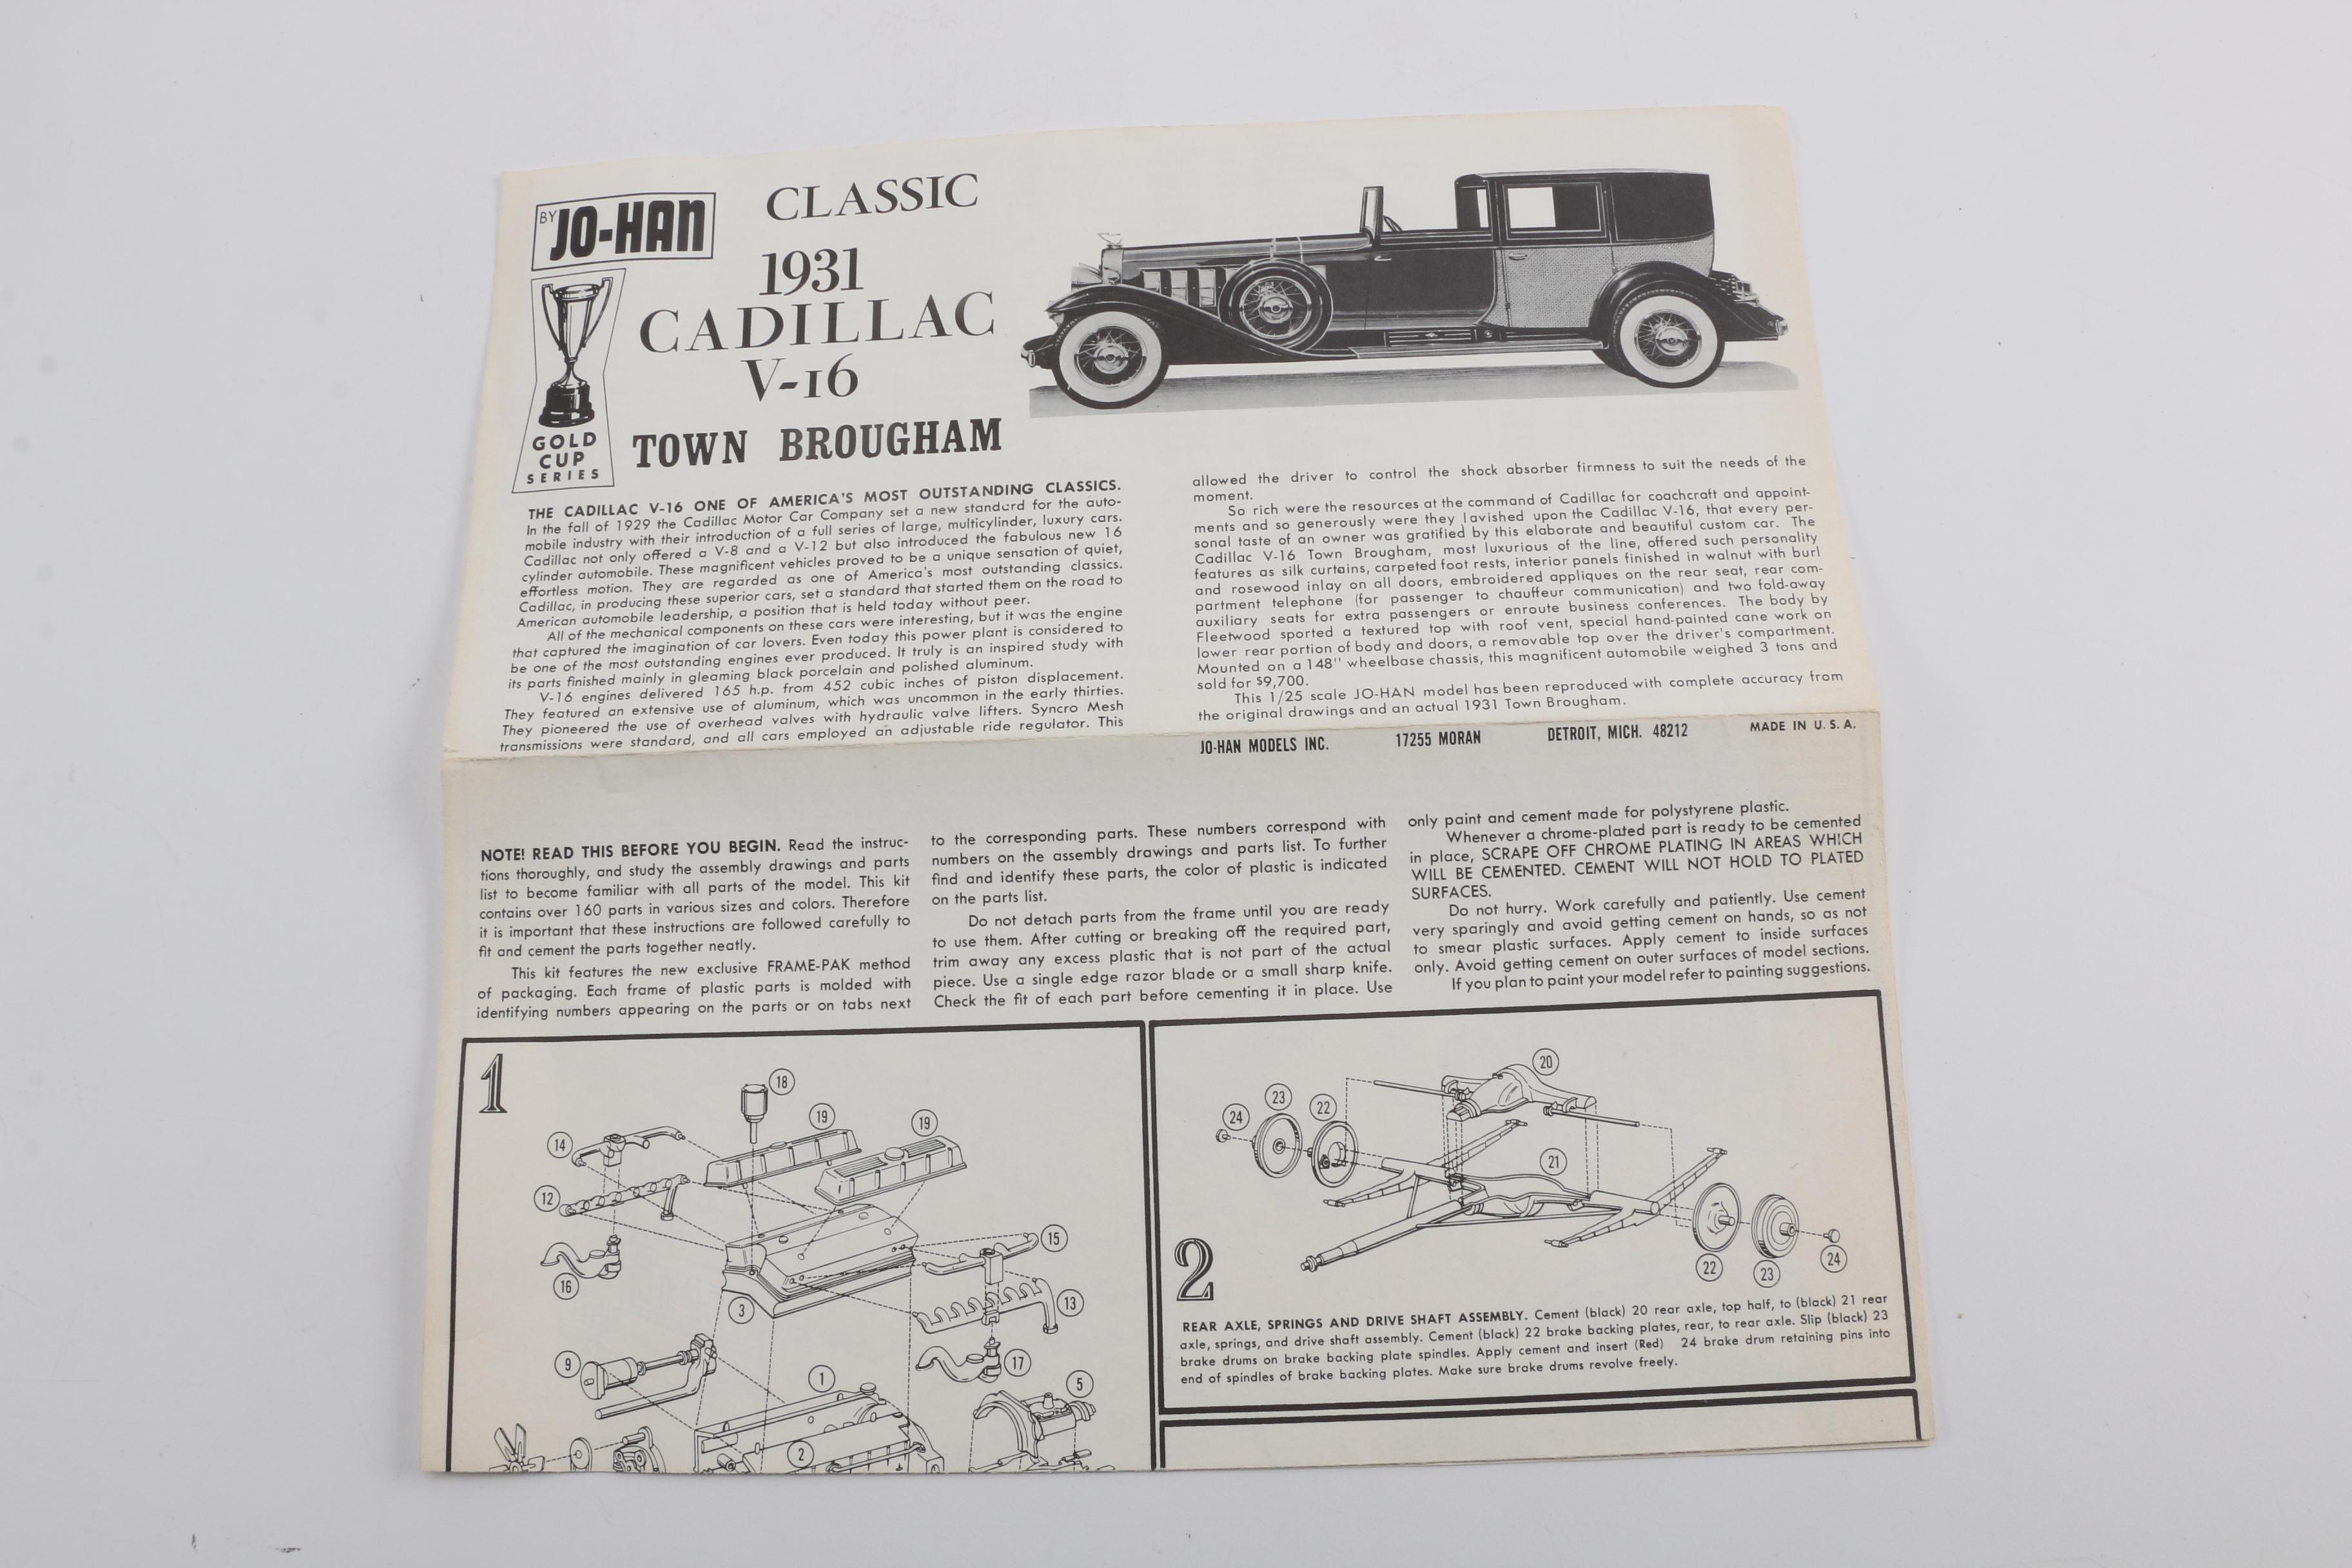 BY JO-HAN
CLASSIC
1931
CADILLAC
V-16
TOWN BROUGHAM
GOLD
CUP
SERIES
THE CADILLAC V-16 ONE OF AMERICA'S MOST OUTSTANDING CLASSICS.
In the fall of 1929 the Cadillac Motor Car Company set a new standard for the auto-
mobile industry with their introduction of a full series of large, multicylinder, luxury cars.
Cadillac not only offered a V-8 and a V-12 but also introduced the fabulous new 16
cylinder automobile. These magnificent vehicles proved to be a unique sensation of quiet,
effortless motion. They are regarded as one of America's most outstanding classics.
Cadillac, in producing these superior cars, set a standard that started them on the road to
American automobile leadership, a position that is held today without peer.
All of the mechanical components on these cars were interesting, but it was the engine
that captured the imagination of car lovers. Even today this power plant is considered to
be one of the most outstanding engines ever produced. It truly is an inspired study with
its parts finished mainly in gleaming black porcelain and polished aluminum.
V-16 engines delivered 165 h.p. from 452 cubic inches of piston displacement.
They featured an extensive use of aluminum, which was uncommon in the early thirties.
They pioneered the use of overhead valves with hydraulic valve lifters. Syncro Mesh
transmissions were standard, and all cars employed an adjustable ride regulator. This
allowed the driver to control the shock absorber firmness to suit the needs of the
moment.
So rich were the resources at the command of Cadillac for coachcraft and appoint-
ments and so generously were they lavished upon the Cadillac V-16, that every per-
sonal taste of an owner was gratified by this elaborate and beautiful custom car. The
Cadillac V-16 Town Brougham, most luxurious of the line, offered such personality
features as silk curtains, carpeted foot rests, interior panels finished in walnut with burl
and rosewood inlay on all doors, embroidered appliques on the rear seat, rear com-
partment telephone (for passenger to chauffeur communication) and two fold-away
auxiliary seats for extra passengers or enroute business conferences. The body by
Fleetwood sported a textured top with roof vent, special hand-painted cane work on
lower rear portion of body and doors, a removable top over the driver's compartment.
Mounted on a 148'' wheelbase chassis, this magnificent automobile weighed 3 tons and
sold for $9,700.
This 1/25 scale JO-HAN model has been reproduced with complete accuracy from
the original drawings and an actual 1931 Town Brougham.
JO-HAN MODELS INC. 17255 MORAN DETROIT, MICH. 48212 MADE IN U. S. A.
NOTE! READ THIS BEFORE YOU BEGIN. Read the instruc-
tions thoroughly, and study the assembly drawings and parts
list to become familiar with all parts of the model. This kit
contains over 160 parts in various sizes and colors. Therefore
it is important that these instructions are followed carefully to
fit and cement the parts together neatly.
This kit features the new exclusive FRAME-PAK method
of packaging. Each frame of plastic parts is molded with
identifying numbers appearing on the parts or on tabs next
to the corresponding parts. These numbers correspond with
numbers on the assembly drawings and parts list. To further
find and identify these parts, the color of plastic is indicated
on the parts list.
Do not detach parts from the frame until you are ready
to use them. After cutting or breaking off the required part,
trim away any excess plastic that is not part of the actual
piece. Use a single edge razor blade or a small sharp knife.
Check the fit of each part before cementing it in place. Use
only paint and cement made for polystyrene plastic.
Whenever a chrome-plated part is ready to be cemented
in place, SCRAPE OFF CHROME PLATING IN AREAS WHICH
WILL BE CEMENTED. CEMENT WILL NOT HOLD TO PLATED
SURFACES.
Do not hurry. Work carefully and patiently. Use cement
very sparingly and avoid getting cement on hands, so as not
to smear plastic surfaces. Apply cement to inside surfaces
only. Avoid getting cement on outer surfaces of model sections.
If you plan to paint your model refer to painting suggestions.
1
18
19
19
14
12
16
3
15
13
17
9
1
5
2
20
23
22
24
21
2
22
23
24
REAR AXLE, SPRINGS AND DRIVE SHAFT ASSEMBLY. Cement (black) 20 rear axle, top half, to (black) 21 rear
axle, springs, and drive shaft assembly. Cement (black) 22 brake backing plates, rear, to rear axle. Slip (black) 23
brake drums on brake backing plate spindles. Apply cement and insert (Red) 24 brake drum retaining pins into
end of spindles of brake backing plates. Make sure brake drums revolve freely.